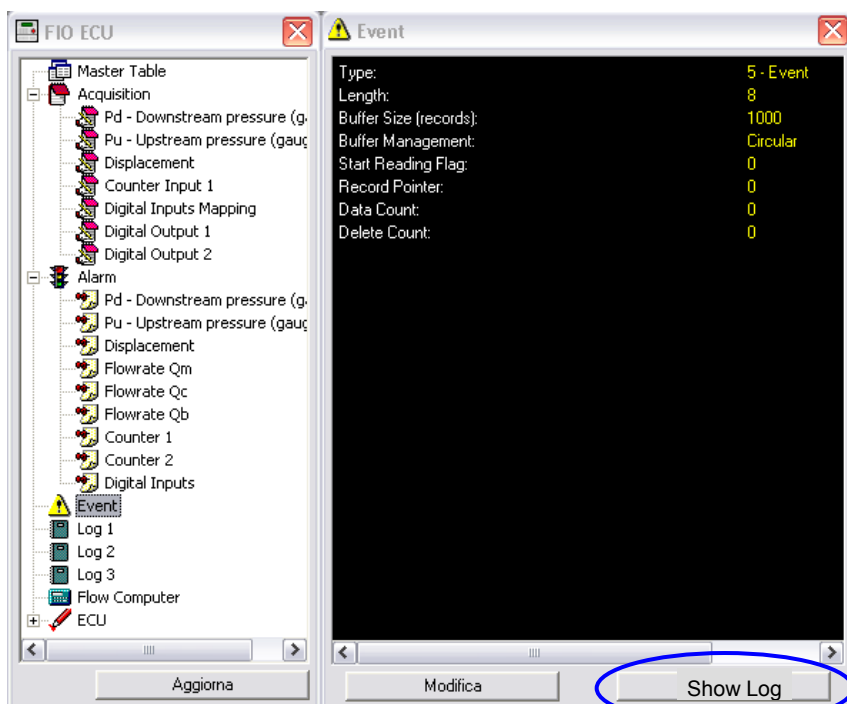 FIO ECU
Master Table
Acquisition
Pd - Downstream pressure (ga
Pu - Upstream pressure (gaug
Displacement
Counter Input 1
Digital Inputs Mapping
Digital Output 1
Digital Output 2
Alarm
Pd - Downstream pressure (ga
Pu - Upstream pressure (gaug
Displacement
Flowrate Qm
Flowrate Qc
Flowrate Qb
Counter 1
Counter 2
Digital Inputs
Event
Log 1
Log 2
Log 3
Flow Computer
ECU
Aggiorna
Event
Type: 5 - Event
Length: 8
Buffer Size (records): 1000
Buffer Management: Circular
Start Reading Flag: 0
Record Pointer: 0
Data Count: 0
Delete Count: 0
Modifica
Show Log